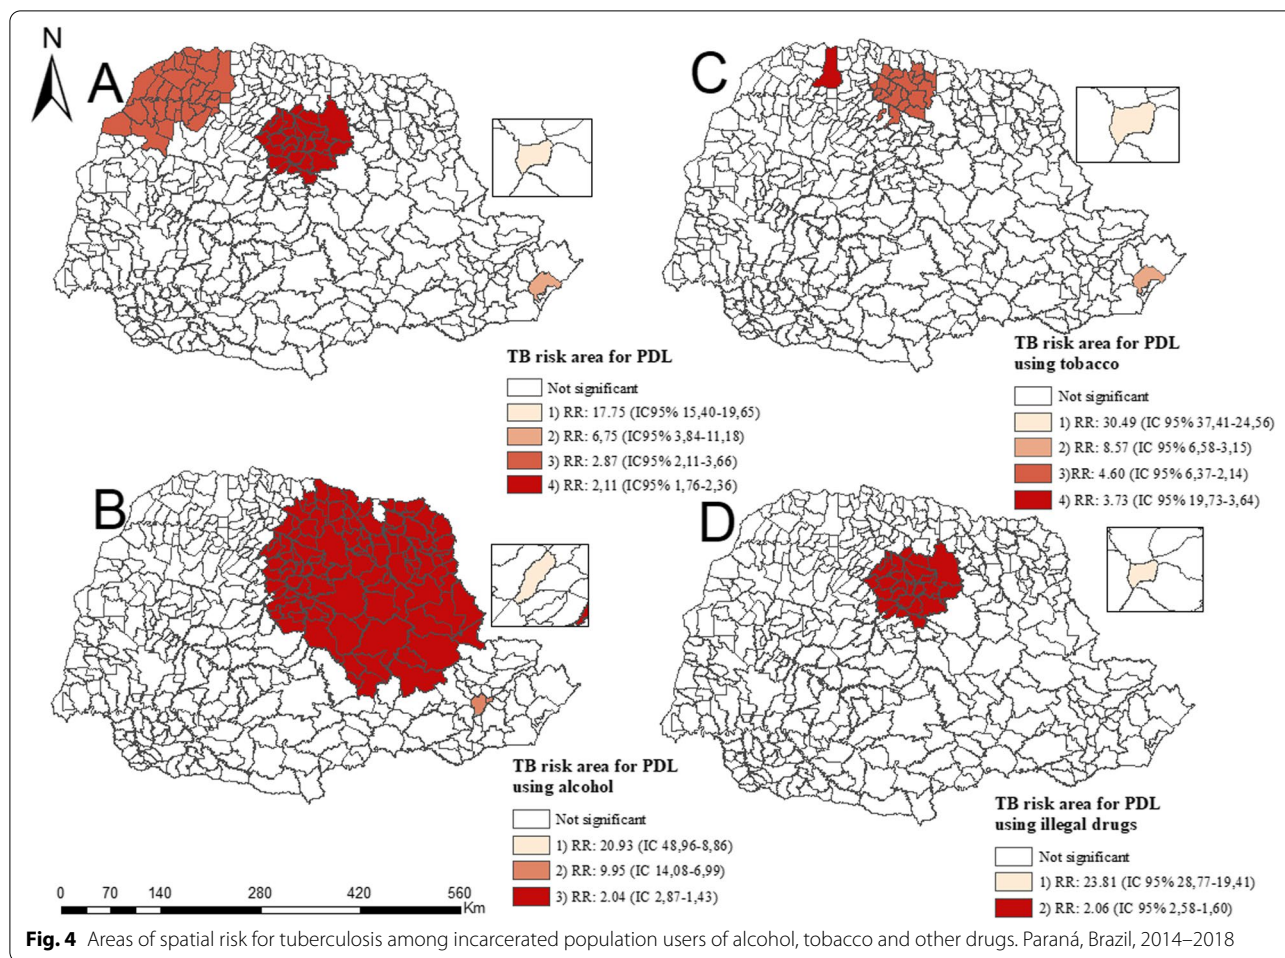 N
A
C
TB risk area for PDL
Not significant
1) RR: 17.75 (IC95% 15,40-19,65)
2) RR: 6,75 (IC95% 3,84-11,18)
3) RR: 2.87 (IC95% 2,11-3,66)
4) RR: 2,11 (IC95% 1,76-2,36)
TB risk area for PDL
using tobacco
Not significant
1) RR: 30.49 (IC 95% 37,41-24,56)
2) RR: 8.57 (IC 95% 6,58-3,15)
3)RR: 4.60 (IC 95% 6,37-2,14)
4) RR: 3.73 (IC 95% 19,73-3,64)
B
D
TB risk area for PDL
using alcohol
Not significant
1) RR: 20.93 (IC 48,96-8,86)
2) RR: 9.95 (IC 14,08-6,99)
3) RR: 2.04 (IC 2,87-1,43)
TB risk area for PDL
using illegal drugs
Not significant
1) RR: 23.81 (IC 95% 28,77-19,41)
2) RR: 2.06 (IC 95% 2,58-1,60)
0 70 140 280 420 560
Km
Fig. 4 Areas of spatial risk for tuberculosis among incarcerated population users of alcohol, tobacco and other drugs. Paraná, Brazil, 2014–2018